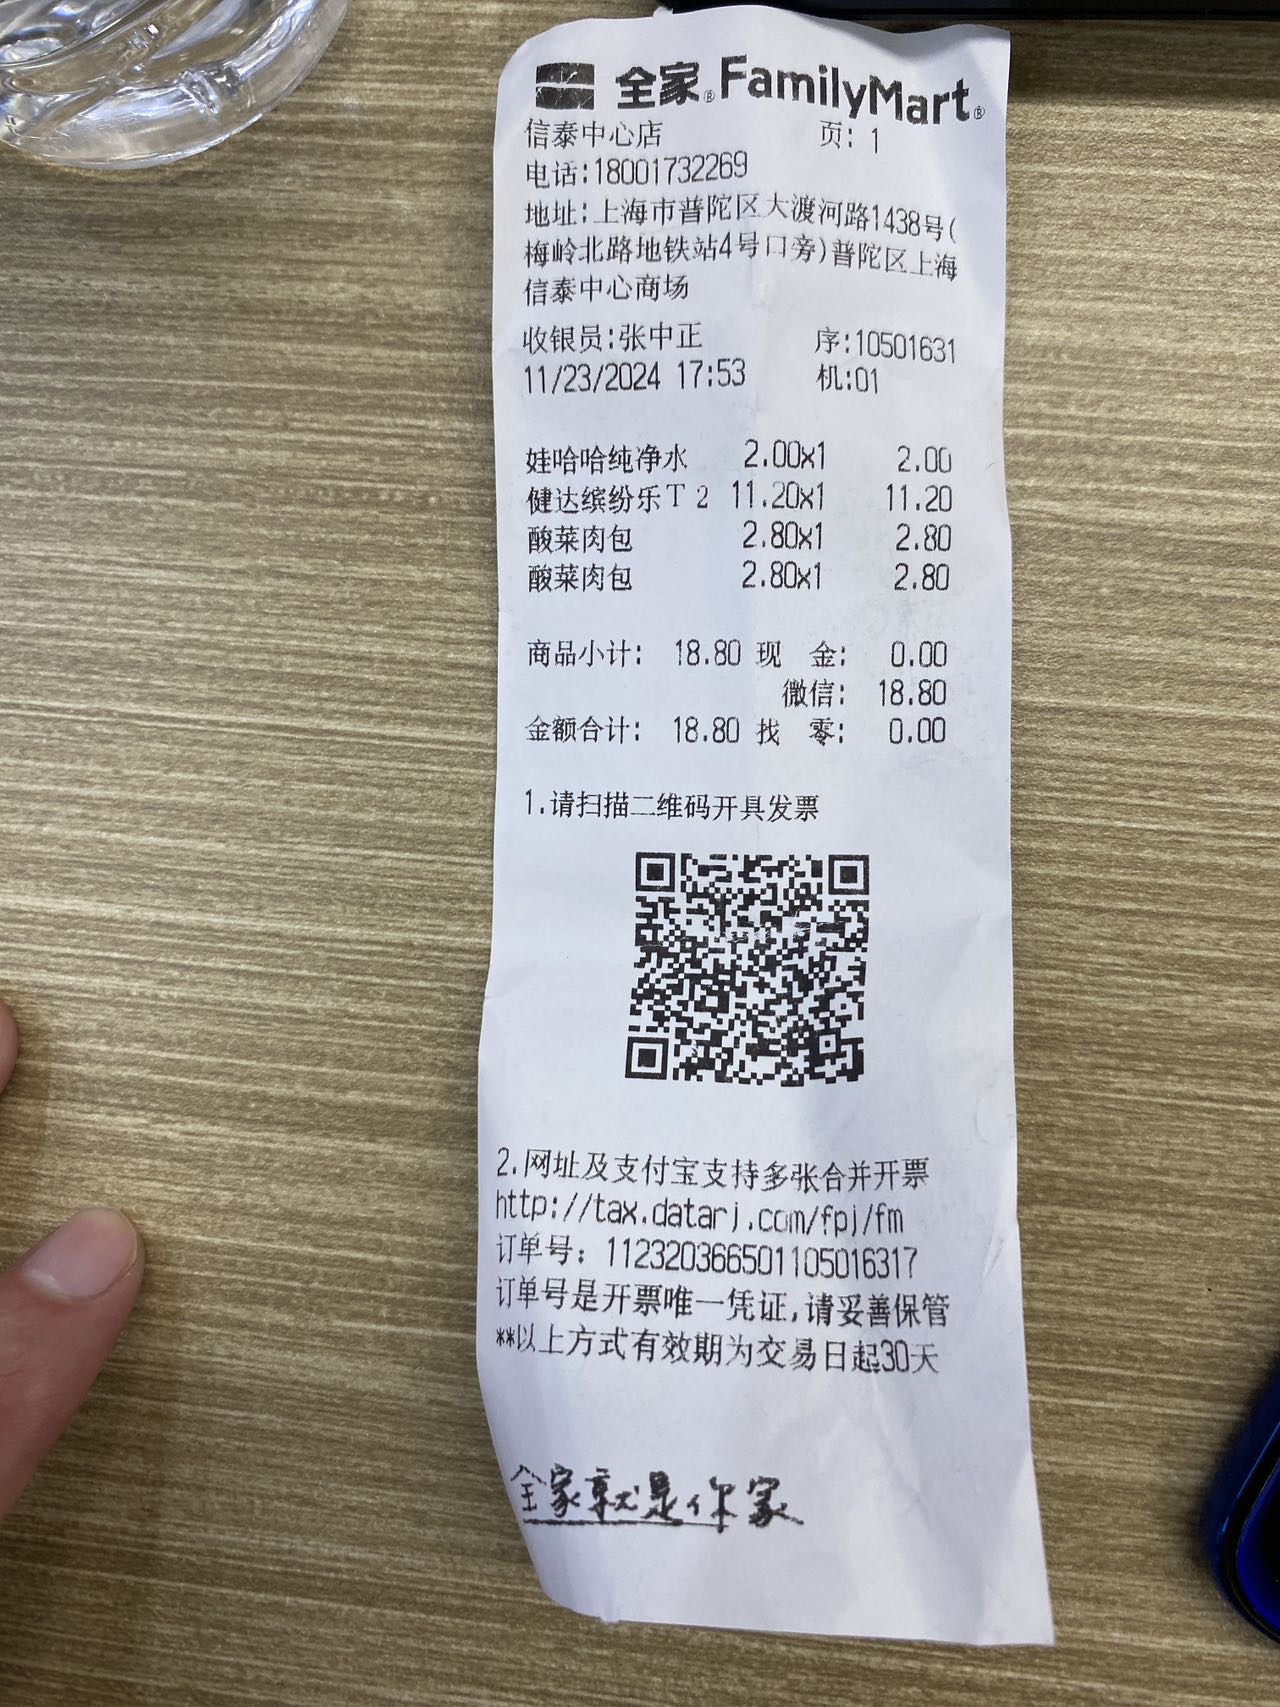 全家® FamilyMart®
信泰中心店 页: 1
电话:18001732269
地址:上海市普陀区大渡河路1438号(
梅岭北路地铁站4号口旁)普陀区上海
信泰中心商场
收银员:张中正 序:10501631
11/23/2024 17:53 机:01
娃哈哈纯净水 2.00x1 2.00
健达缤纷乐T2 11.20x1 11.20
酸菜肉包 2.80x1 2.80
酸菜肉包 2.80x1 2.80
商品小计: 18.80 现 金: 0.00
微信: 18.80
金额合计: 18.80 找 零: 0.00
1.请扫描二维码开具发票
2.网址及支付宝支持多张合并开票
http://tax.datarj.com/fpj/fm
订单号: 112320366501105016317
订单号是开票唯一凭证,请妥善保管
**以上方式有效期为交易日起30天
全家就是你家